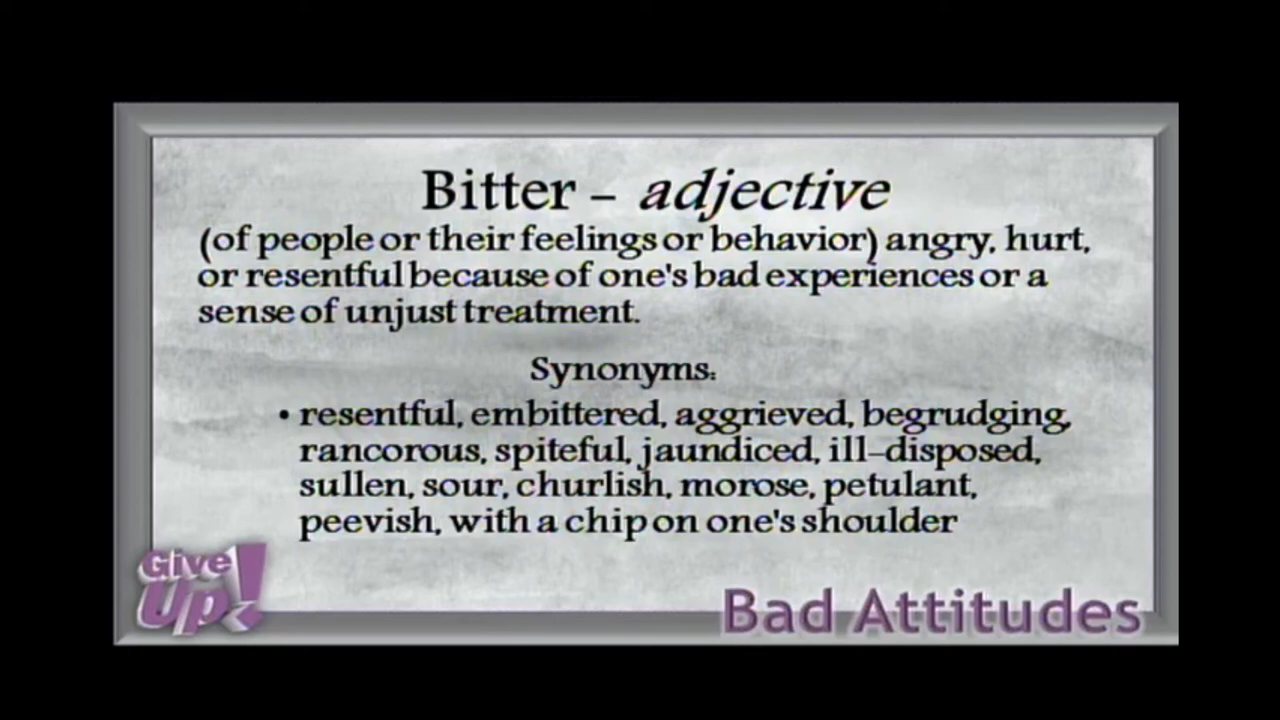 Bitter – adjective
(of people or their feelings or behavior) angry, hurt,
or resentful because of one's bad experiences or a
sense of unjust treatment.
Synonyms:
• resentful, embittered, aggrieved, begrudging,
rancorous, spiteful, jaundiced, ill-disposed,
sullen, sour, churlish, morose, petulant,
peevish, with a chip on one's shoulder
Give
Up!
Bad Attitudes